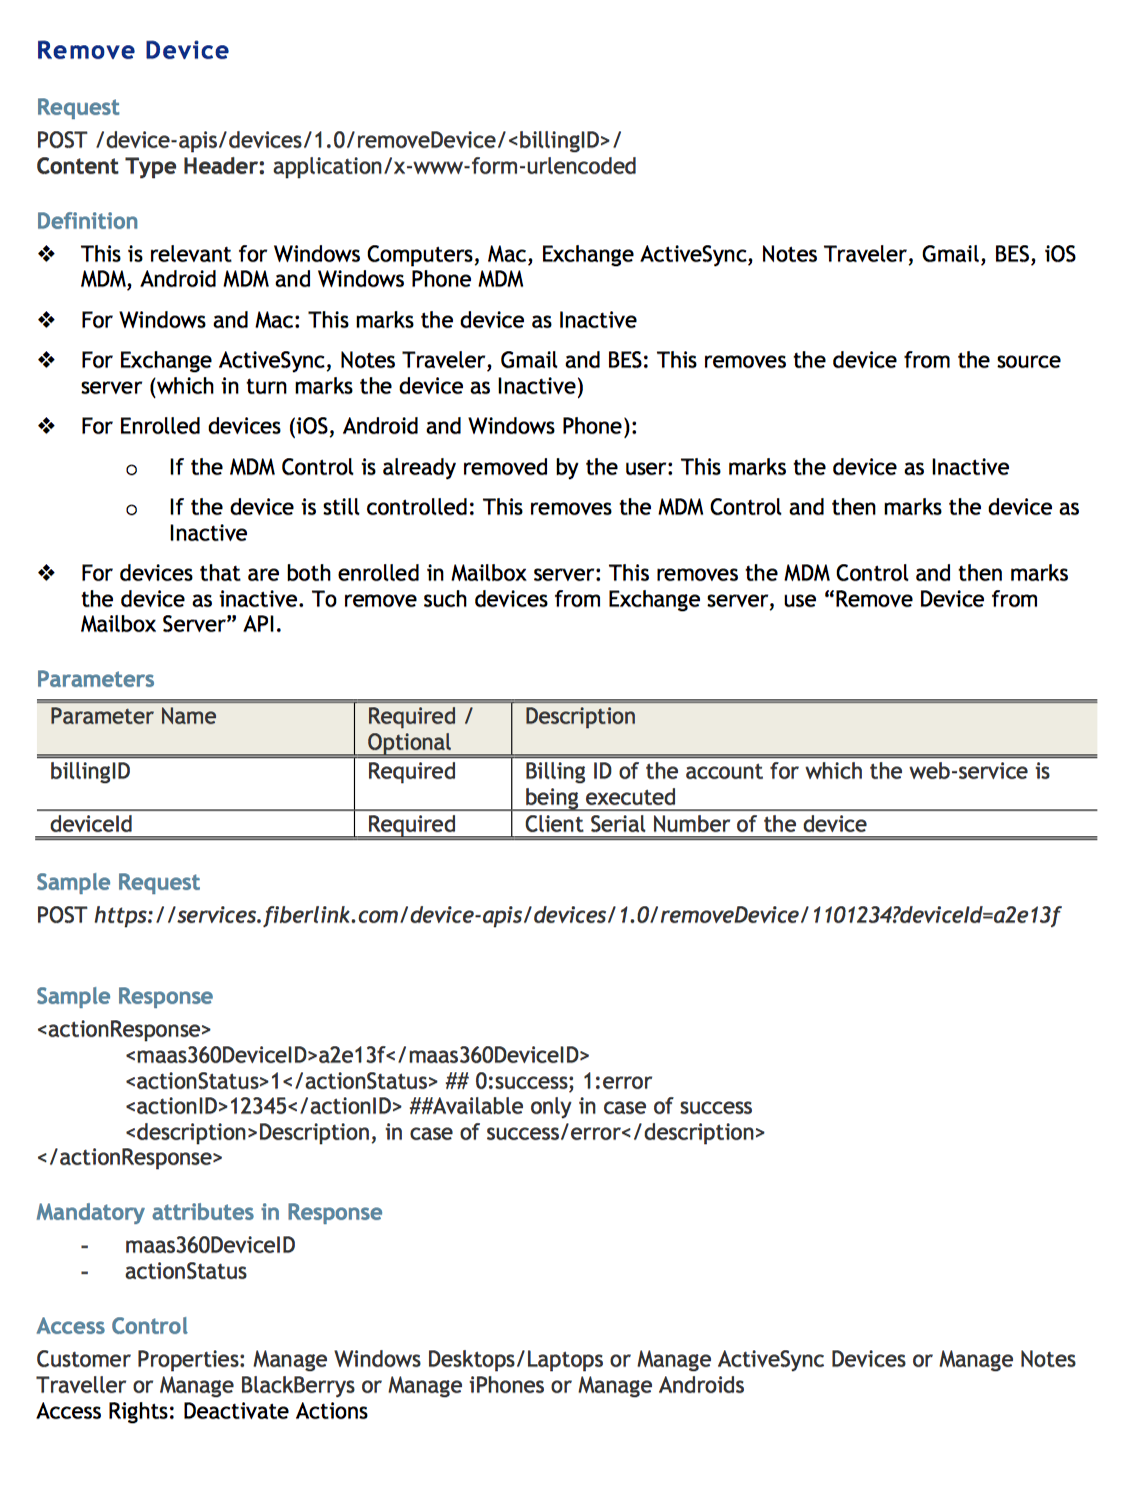 Remove Device
Request
POST /device-apis/devices/1.0/removeDevice/<billingID>/
Content Type Header: application/x-www-form-urlencoded
Definition
❖ This is relevant for Windows Computers, Mac, Exchange ActiveSync, Notes Traveler, Gmail, BES, iOS
MDM, Android MDM and Windows Phone MDM
❖ For Windows and Mac: This marks the device as Inactive
❖ For Exchange ActiveSync, Notes Traveler, Gmail and BES: This removes the device from the source
server (which in turn marks the device as Inactive)
❖ For Enrolled devices (iOS, Android and Windows Phone):
o If the MDM Control is already removed by the user: This marks the device as Inactive
o If the device is still controlled: This removes the MDM Control and then marks the device as
Inactive
❖ For devices that are both enrolled in Mailbox server: This removes the MDM Control and then marks
the device as inactive. To remove such devices from Exchange server, use “Remove Device from
Mailbox Server” API.
Parameters
Parameter Name Required / Description
Optional
billingID Required Billing ID of the account for which the web-service is
being executed
deviceId Required Client Serial Number of the device
Sample Request
POST https://services.fiberlink.com/device-apis/devices/1.0/removeDevice/1101234?deviceId=a2e13f
Sample Response
<actionResponse>
<maas360DeviceID>a2e13f</maas360DeviceID>
<actionStatus>1</actionStatus> ## 0:success; 1:error
<actionID>12345</actionID> ##Available only in case of success
<description>Description, in case of success/error</description>
</actionResponse>
Mandatory attributes in Response
- maas360DeviceID
- actionStatus
Access Control
Customer Properties: Manage Windows Desktops/Laptops or Manage ActiveSync Devices or Manage Notes
Traveller or Manage BlackBerrys or Manage iPhones or Manage Androids
Access Rights: Deactivate Actions